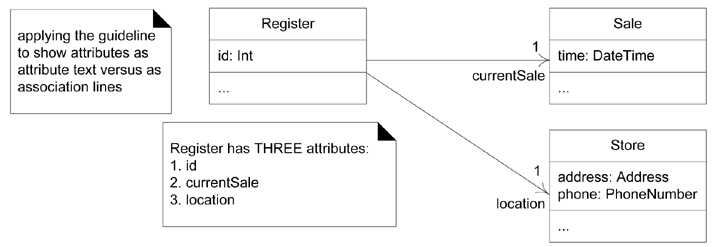 applying the guideline
to show attributes as
attribute text versus as
association lines
Register
id: Int
...
1
currentSale
Sale
time: DateTime
...
Register has THREE attributes:
1. id
2. currentSale
3. location
1
location
Store
address: Address
phone: PhoneNumber
...